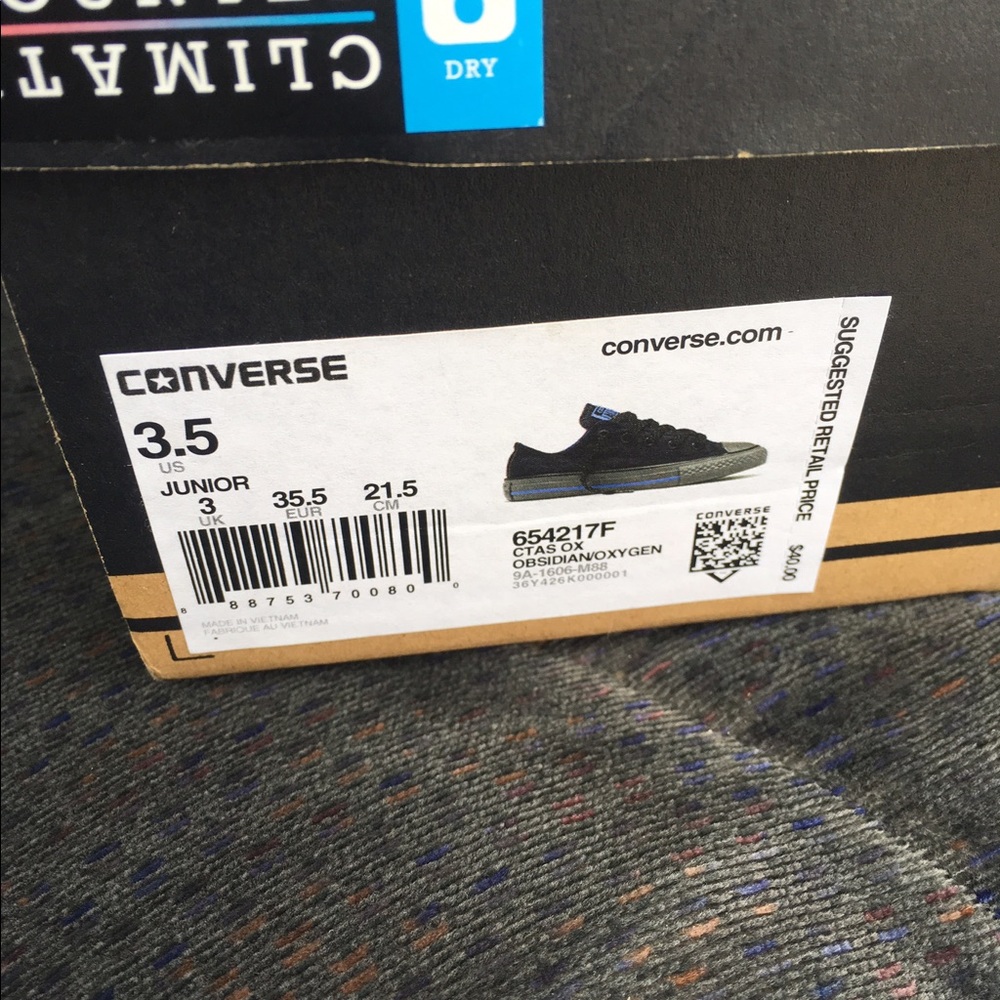 CLIMAT
DRY
CONVERSE
converse.com
SUGGESTED RETAIL PRICE $40.00
3.5
US
JUNIOR
3 35.5 21.5
UK EUR CM
8 88753 70080 0
MADE IN VIETNAM
FABRIQUE AU VIETNAM
654217F
CTAS OX
OBSIDIAN/OXYGEN
9A-1606-M88
36Y426K000001
CONVERSE
L